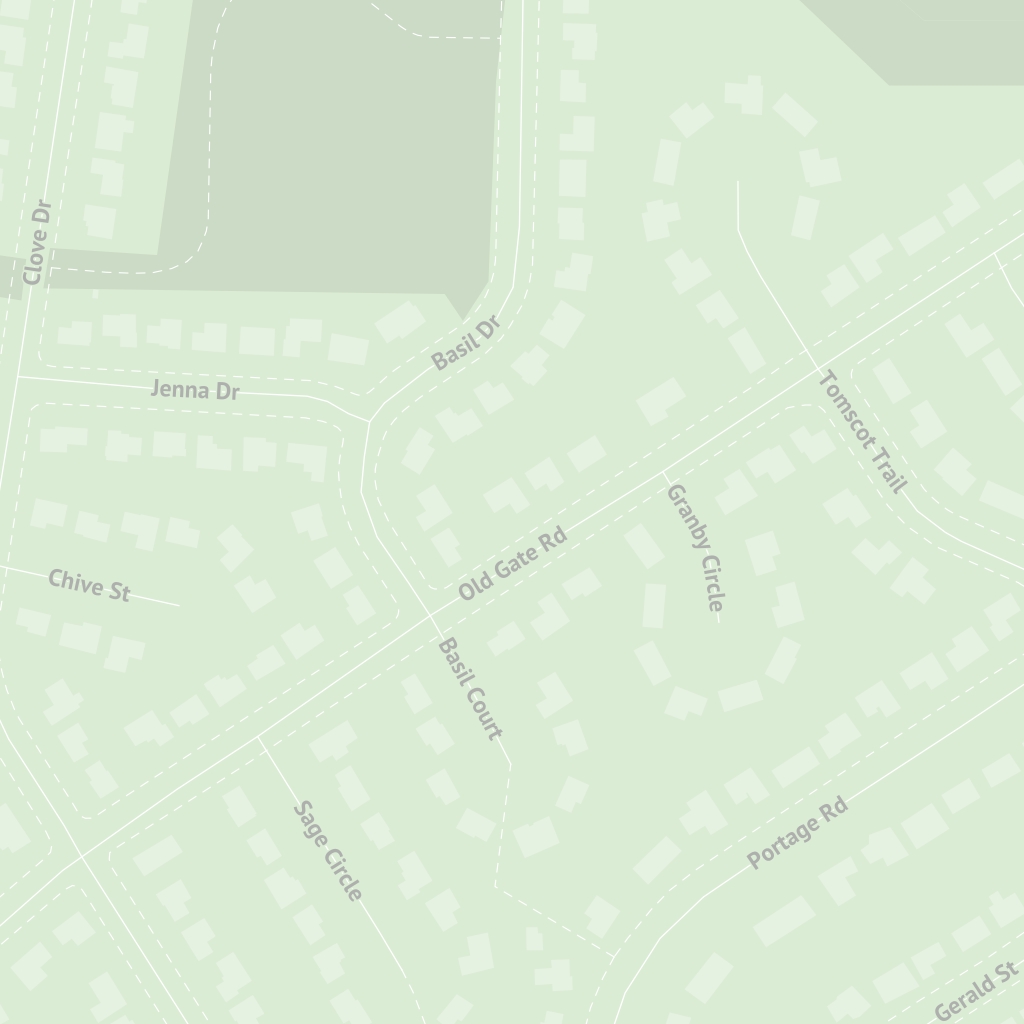 Clove Dr
Basil Dr
Jenna Dr
Tomscot Trail
Granby Circle
Old Gate Rd
Chive St
Basil Court
Sage Circle
Portage Rd
Gerald St